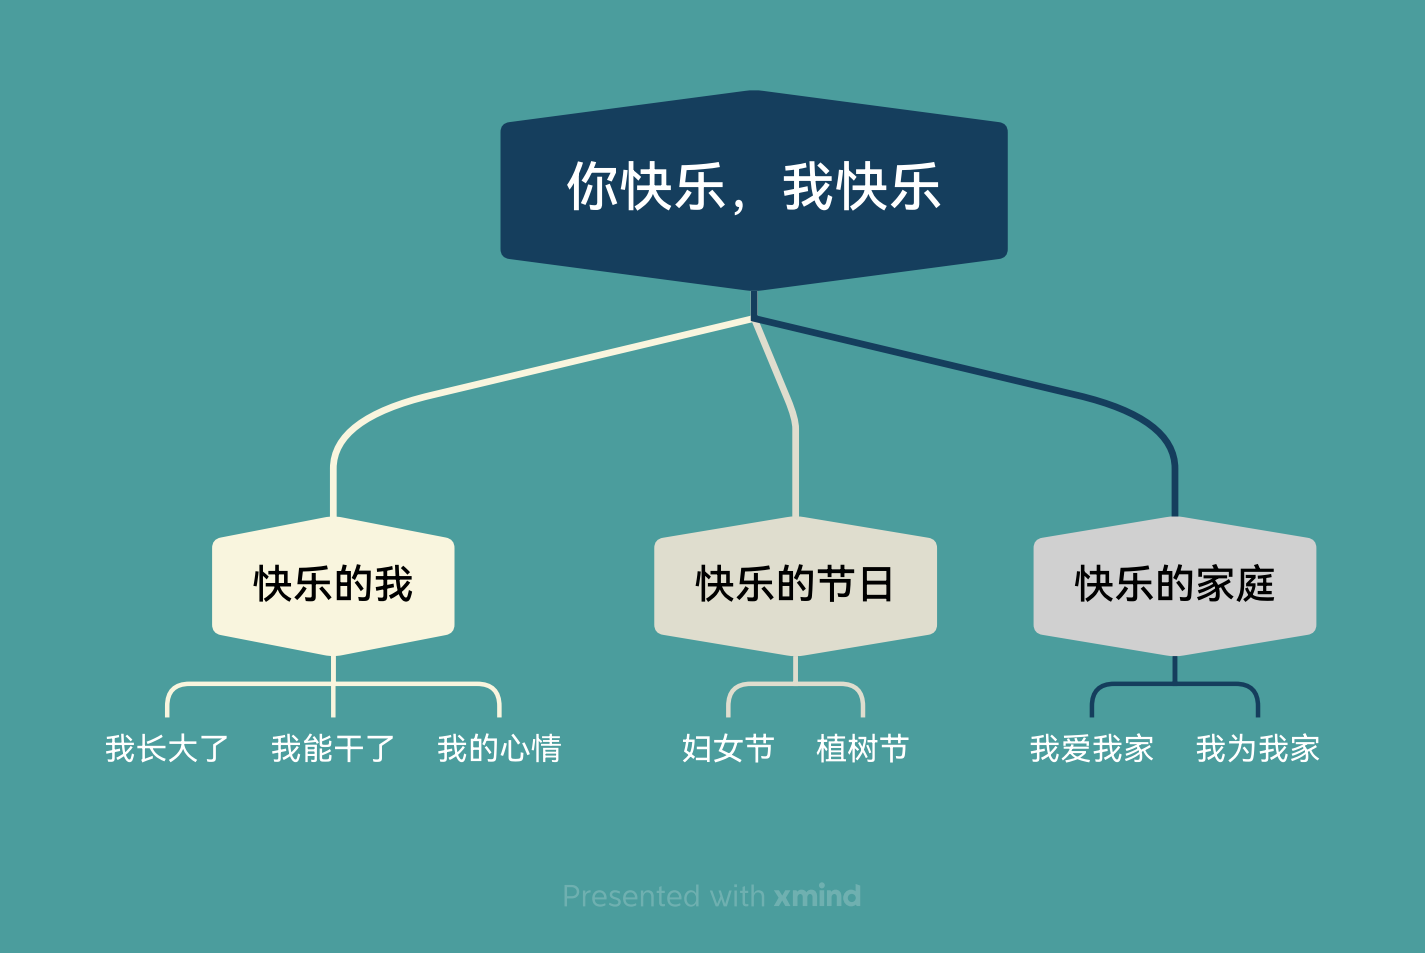 你快乐，我快乐
快乐的我
快乐的节日
快乐的家庭
我长大了
我能干了
我的心情
妇女节
植树节
我爱我家
我为我家
Presented with xmind